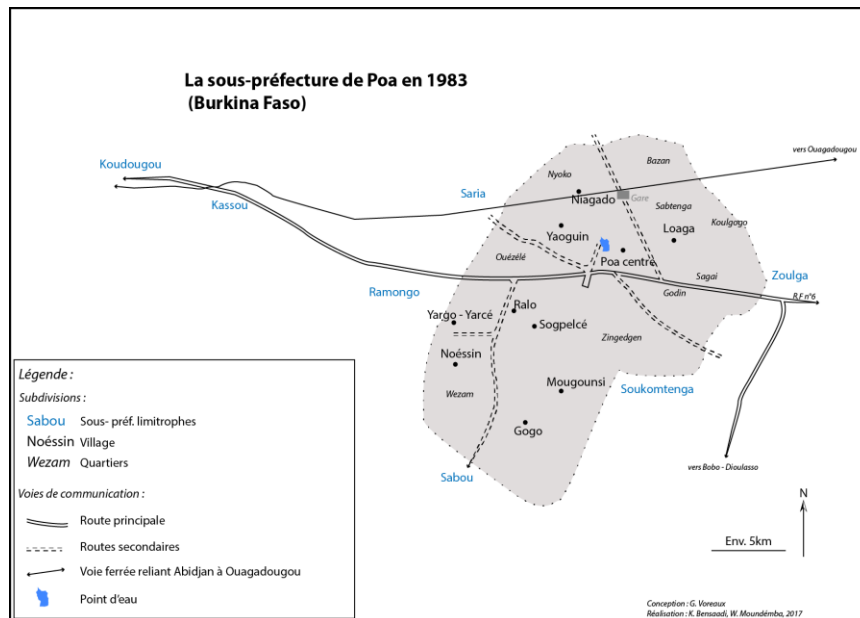 La sous-préfecture de Poa en 1983
(Burkina Faso)
vers Ouagadougou
Bazan
Koudougou
Nyoko
Saria
Niagado
Gare
Kassou
Sabtenga
Koulgogo
Yaoguin
Loaga
Ouézélé
Poa centre
Sagai
Zoulga
Ramongo
Godin
R.F n°6
Ralo
Yargo - Yarcé
Sogpelcé
Zingedgen
Noéssin
Mougounsi
Soukomtenga
Wezam
Gogo
Sabou
vers Bobo - Dioulasso
Légende :
Subdivisions :
Sabou Sous- préf. limitrophes
Noéssin Village
Wezam Quartiers
Voies de communication :
Route principale
Routes secondaires
Voie ferrée reliant Abidjan à Ouagadougou
Point d'eau
N
Env. 5km
Conception : G. Voreaux
Réalisation : K. Bensaadi, W. Moundémba, 2017